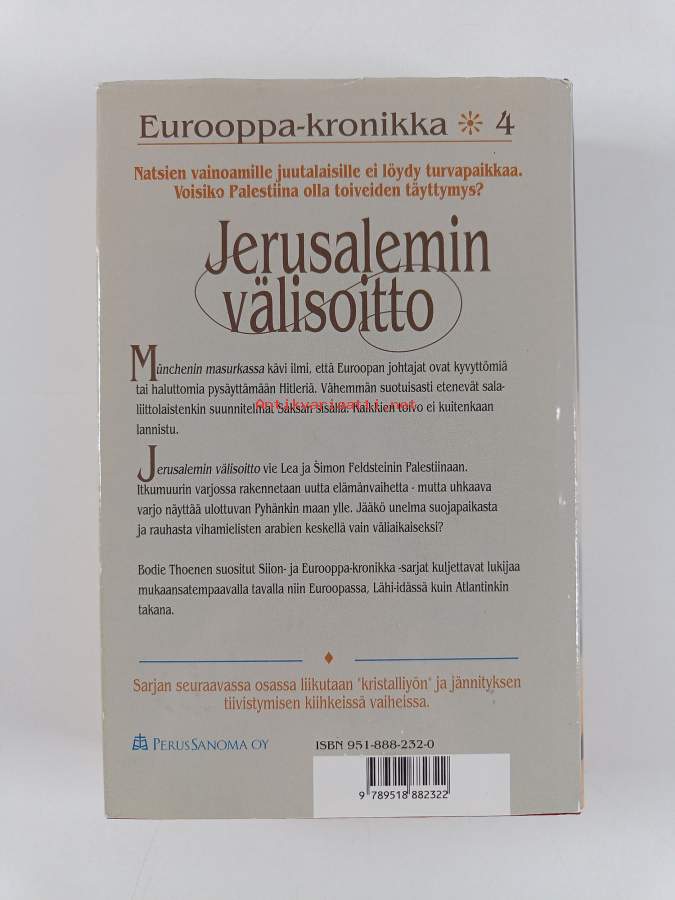 Eurooppa-kronikka ☼ 4
Natsien vainoamille juutalaisille ei löydy turvapaikkaa.
Voisiko Palestiina olla toiveiden täyttymys?
Jerusalemin
välisoitto
Münchenin masurkassa kävi ilmi, että Euroopan johtajat ovat kyvyttömiä
tai haluttomia pysäyttämään Hitleriä. Vähemmän suotuisasti etenevät sala-
liittolaistenkin suunnitelmat Saksan sisällä. Kaikkien toivo ei kuitenkaan
Antikvariaatti.net
lannistu.
Jerusalemin välisoitto vie Lea ja Šimon Feldsteinin Palestiinaan.
Itkumuurin varjossa rakennetaan uutta elämänvaihetta - mutta uhkaava
varjo näyttää ulottuvan Pyhänkin maan ylle. Jääkö unelma suojapaikasta
ja rauhasta vihamielisten arabien keskellä vain väliaikaiseksi?
Bodie Thoenen suositut Siion- ja Eurooppa-kronikka -sarjat kuljettavat lukijaa
mukaansatempaavalla tavalla niin Euroopassa, Lähi-idässä kuin Atlantinkin
takana.
Sarjan seuraavassa osassa liikutaan "kristalliyön" ja jännityksen
tiivistymisen kiihkeissä vaiheissa.
PERUSSANOMA OY
ISBN 951-888-232-0
9 789518 882322